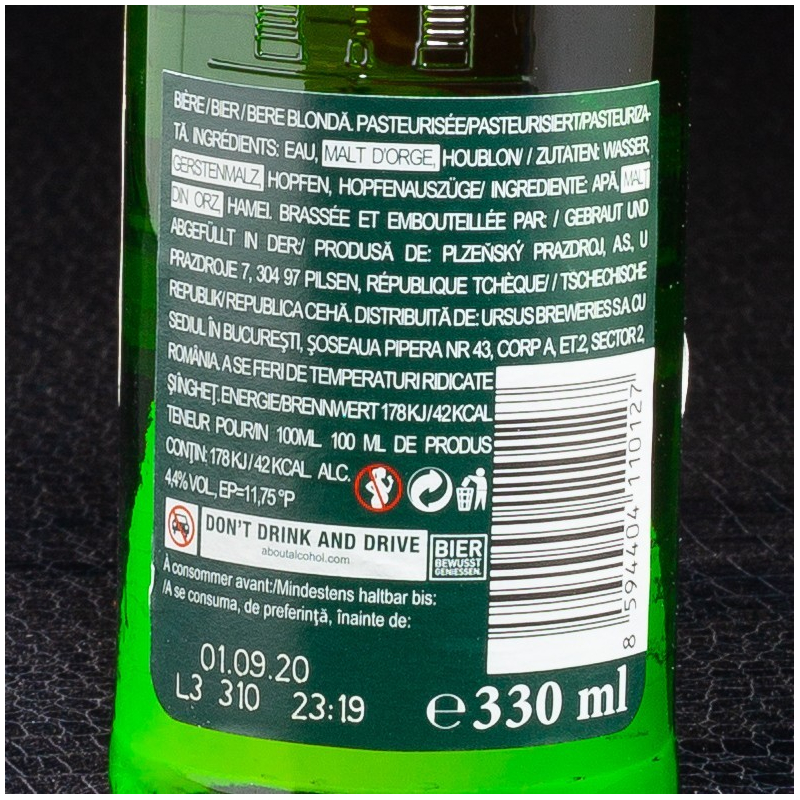 BIÈRE / BIER / BERE BLONDĂ. PASTEURISÉE/PASTEURISIERT/PASTEURIZA-
TĂ. INGRÉDIENTS: EAU, MALT D'ORGE, HOUBLON/ / ZUTATEN: WASSER,
GERSTENMALZ, HOPFEN, HOPFENAUSZÜGE/ INGREDIENTE: APĂ, MALT
DIN ORZ, HAMEI. BRASSÉE ET EMBOUTEILLÉE PAR: / GEBRAUT UND
ABGEFÜLLT IN DER:/ PRODUSĂ DE: PLZEŇSKÝ PRAZDROJ, A.S., U
PRAZDROJE 7, 304 97 PILSEN, RÉPUBLIQUE TCHÈQUE/ / TSCHECHISCHE
REPUBLIK/ REPUBLICA CEHĂ. DISTRIBUITĂ DE: URSUS BREWERIES S.A. CU
SEDIUL ÎN BUCUREȘTI, ȘOSEAUA PIPERA NR 43, CORP A, ET.2, SECTOR 2,
ROMÂNIA. A SE FERI DE TEMPERATURI RIDICATE
ȘI ÎNGHEȚ. ENERGIE/BRENNWERT 178 KJ / 42 KCAL
TENEUR POUR/IN 100ML. 100 ML DE PRODUS
CONȚIN: 178 KJ / 42 KCAL ALC.
4,4% VOL, EP=11,75 °P
DON'T DRINK AND DRIVE
aboutalcohol.com
BIER
BEWUSST
GENIESSEN.
À consommer avant:/Mindestens haltbar bis:
/A se consuma, de preferință, înainte de:
01.09.20
L3 310 23:19
℮ 330 ml
8 594404 110127